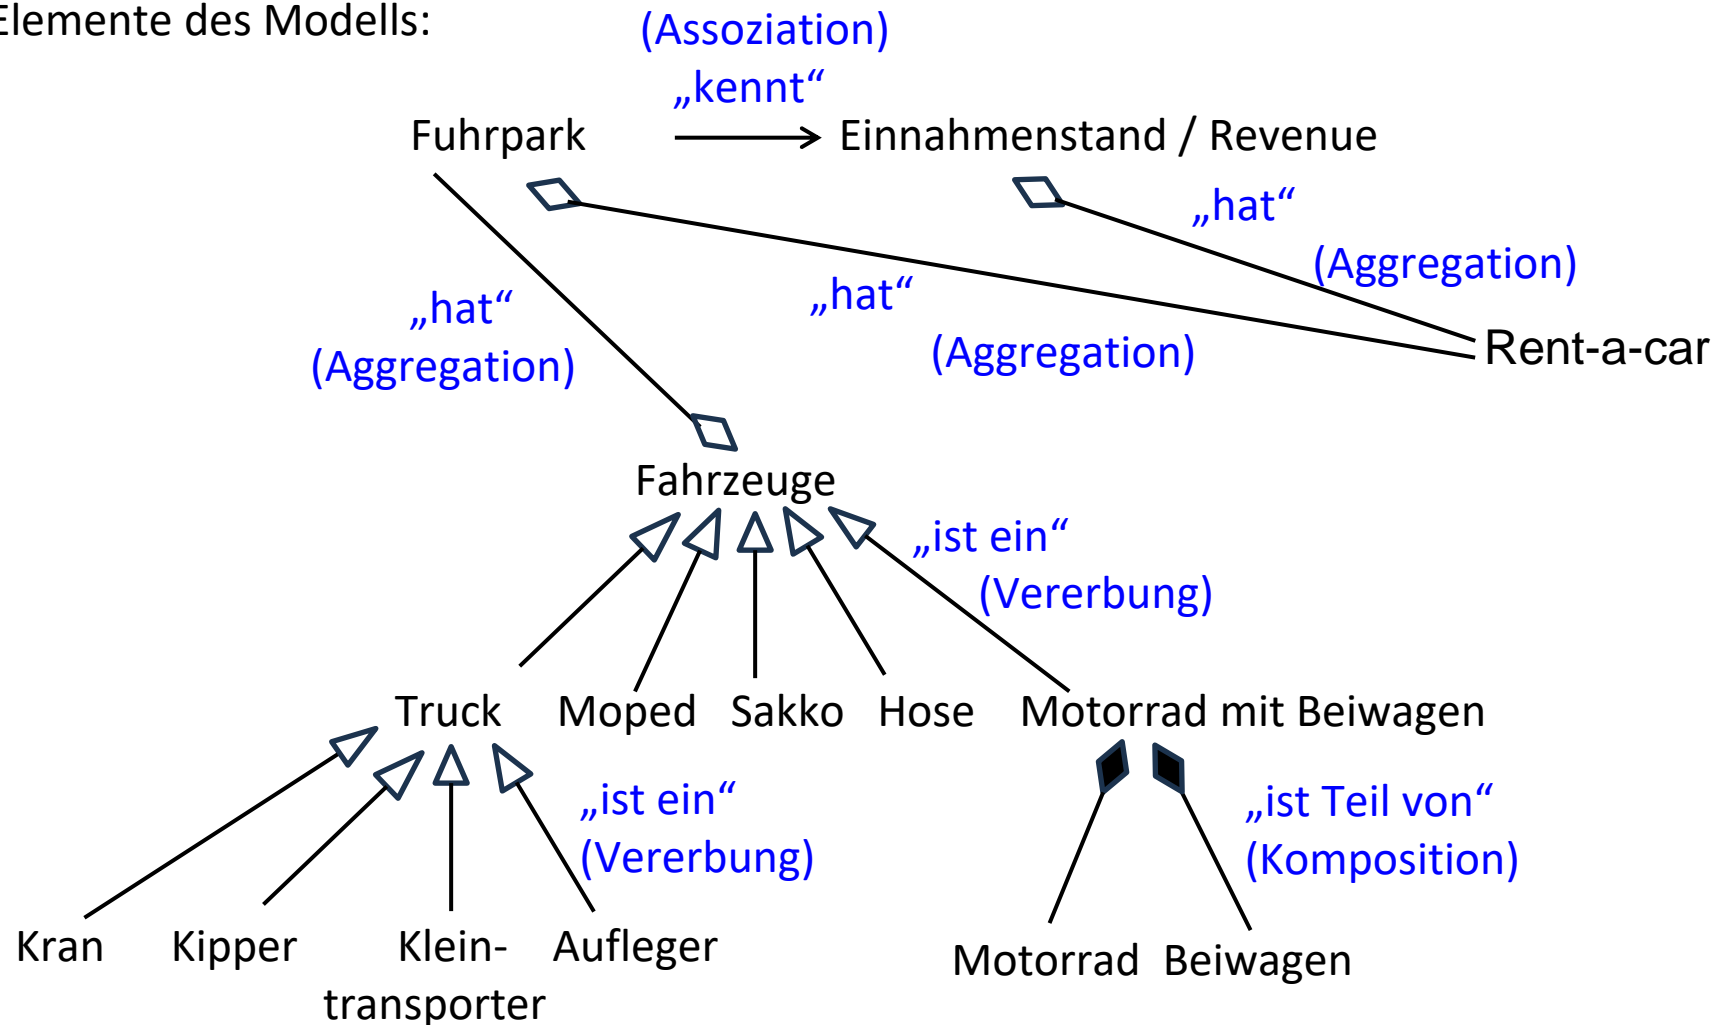 Elemente des Modells:
(Assoziation)
„kennt“
Fuhrpark
Einnahmenstand / Revenue
„hat“
(Aggregation)
„hat“
(Aggregation)
„hat“
(Aggregation)
Rent-a-car
Fahrzeuge
„ist ein“
(Vererbung)
Truck
Moped
Sakko
Hose
Motorrad mit Beiwagen
„ist ein“
(Vererbung)
„ist Teil von“
(Komposition)
Kran
Kipper
Klein-
transporter
Aufleger
Motorrad
Beiwagen